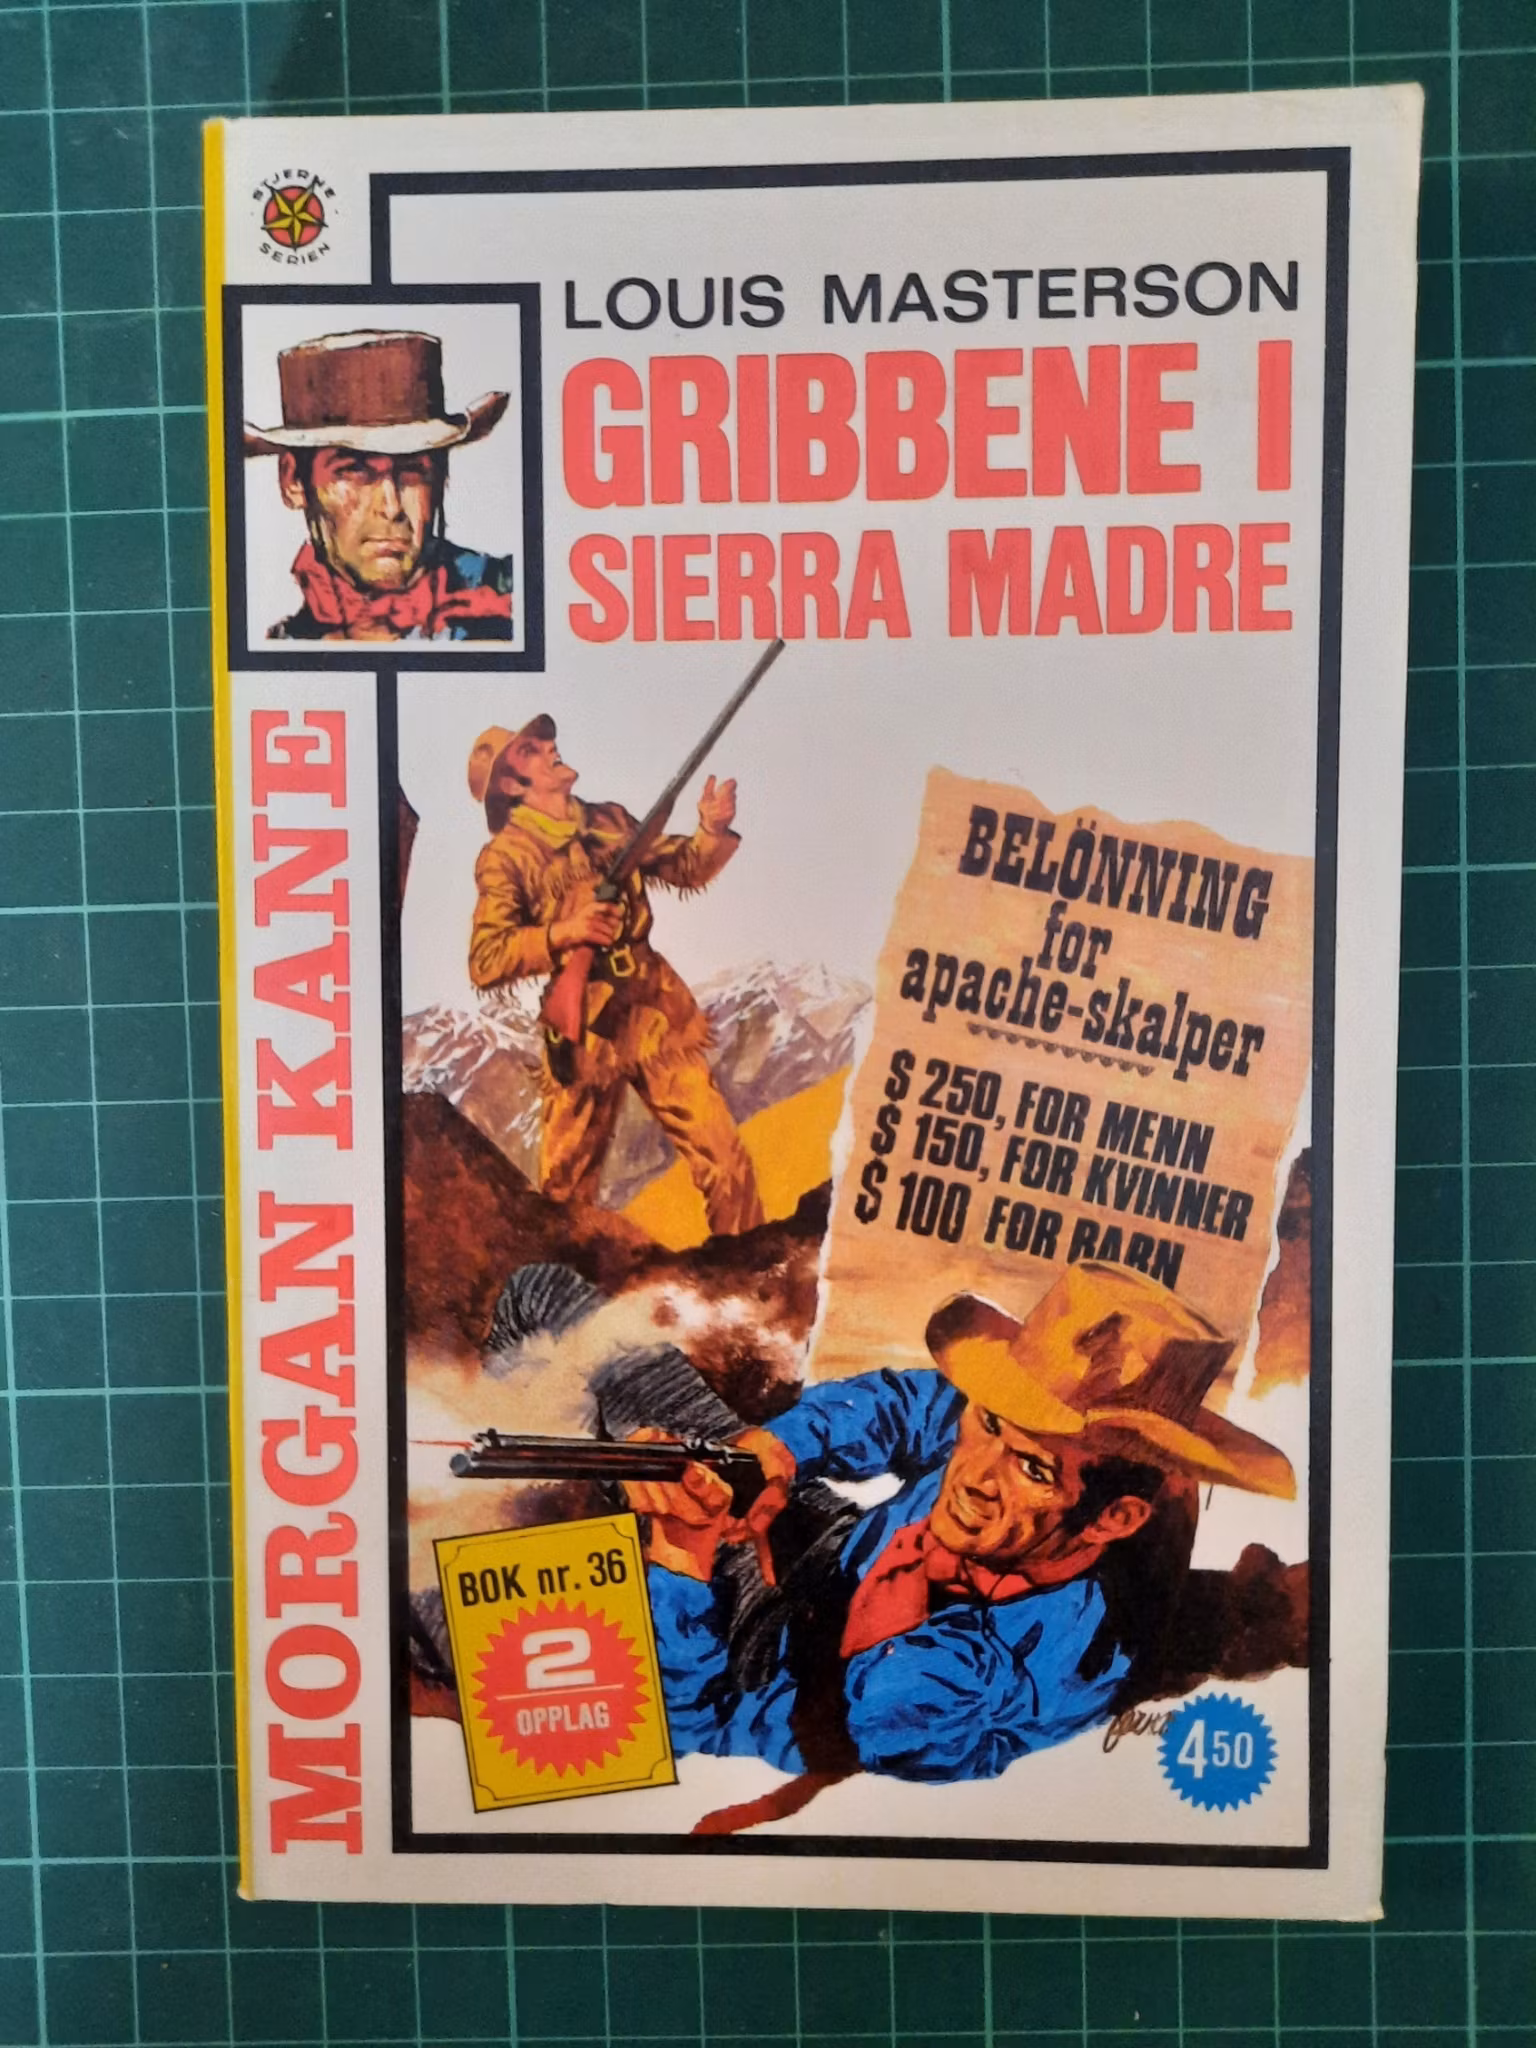 STJERNE
SERIEN
LOUIS MASTERSON
GRIBBENE I
SIERRA MADRE
MORGAN KANE
BELÖNNING
for
apache-skalper
$ 250, FOR MENN
$ 150, FOR KVINNER
$ 100 FOR BARN
BOK nr. 36
2
OPPLAG
4 50